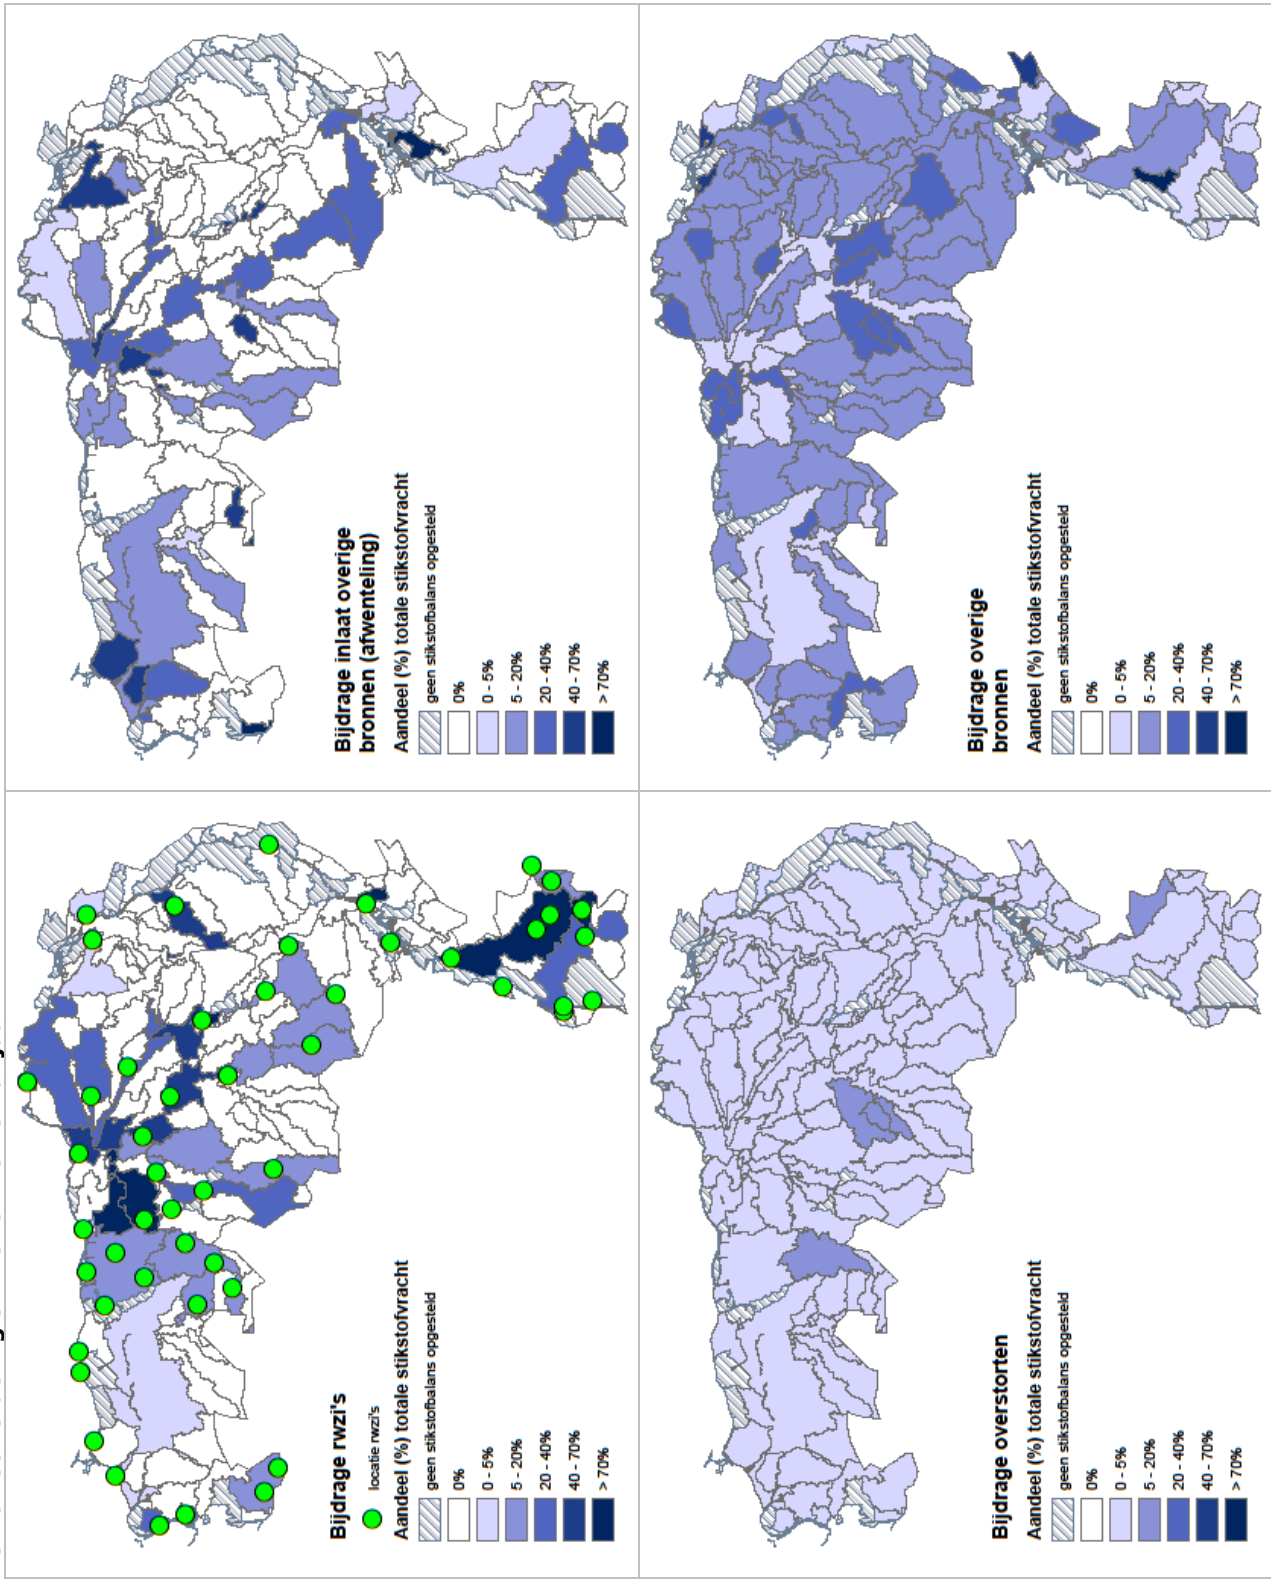 Bijdrage rwzi's
locatie rwzi's
Aandeel (%) totale stikstofvracht
geen stikstofbalans opgesteld
0%
0 - 5%
5 - 20%
20 - 40%
40 - 70%
> 70%
Bijdrage inlaat overige
bronnen (afwenteling)
Aandeel (%) totale stikstofvracht
geen stikstofbalans opgesteld
0%
0 - 5%
5 - 20%
20 - 40%
40 - 70%
> 70%
Bijdrage overstorten
Aandeel (%) totale stikstofvracht
geen stikstofbalans opgesteld
0%
0 - 5%
5 - 20%
20 - 40%
40 - 70%
> 70%
Bijdrage overige
bronnen
Aandeel (%) totale stikstofvracht
geen stikstofbalans opgesteld
0%
0 - 5%
5 - 20%
20 - 40%
40 - 70%
> 70%